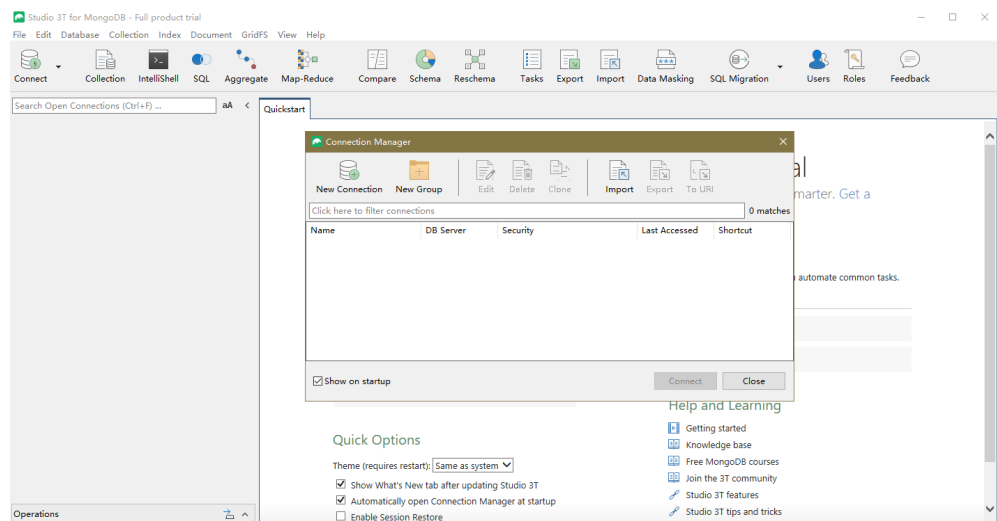 Studio 3T for MongoDB - Full product trial
File Edit Database Collection Index Document GridFS View Help
Connect Collection IntelliShell SQL Aggregate Map-Reduce Compare Schema Reschema Tasks Export Import Data Masking SQL Migration Users Roles Feedback
Search Open Connections (Ctrl+F) ... aA
Quickstart
Connection Manager
New Connection New Group Edit Delete Clone Import Export To URI
Click here to filter connections 0 matches
Name DB Server Security Last Accessed Shortcut
Show on startup Connect Close
al
marter. Get a
automate common tasks.
Quick Options
Theme (requires restart): Same as system
Show What's New tab after updating Studio 3T
Automatically open Connection Manager at startup
Enable Session Restore
Help and Learning
Getting started
Knowledge base
Free MongoDB courses
Join the 3T community
Studio 3T features
Studio 3T tips and tricks
Operations